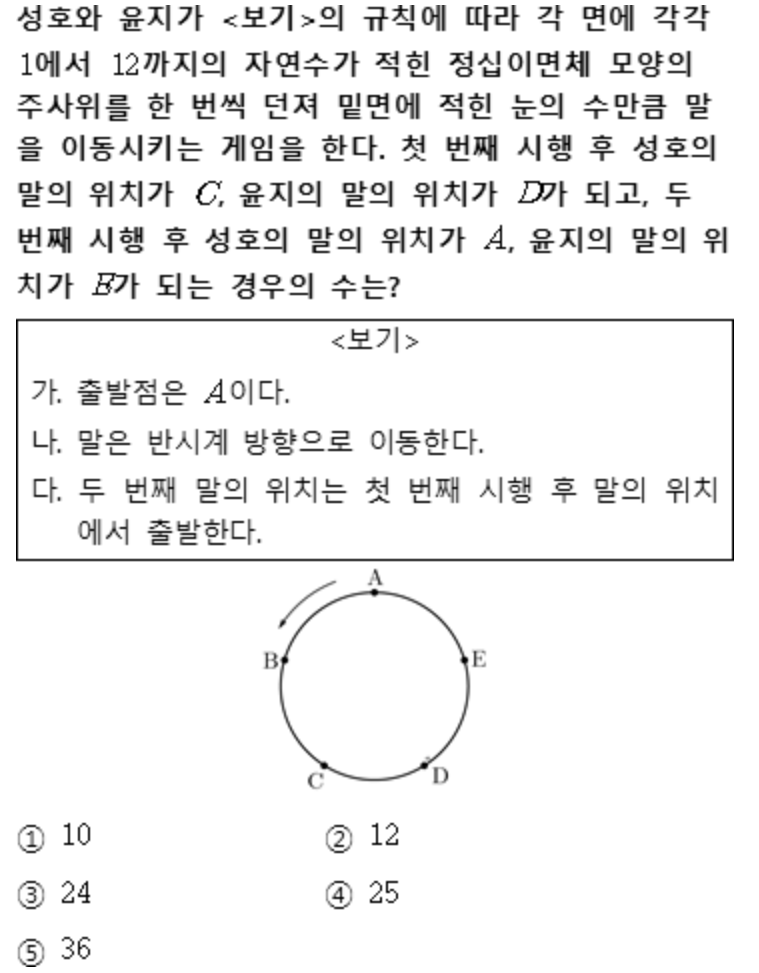 성호와 윤지가 <보기>의 규칙에 따라 각 면에 각각
1에서 12까지의 자연수가 적힌 정십이면체 모양의
주사위를 한 번씩 던져 밑면에 적힌 눈의 수만큼 말
을 이동시키는 게임을 한다. 첫 번째 시행 후 성호의
말의 위치가 C, 윤지의 말의 위치가 D가 되고, 두
번째 시행 후 성호의 말의 위치가 A, 윤지의 말의 위
치가 B가 되는 경우의 수는?
<보기>
가. 출발점은 A이다.
나. 말은 반시계 방향으로 이동한다.
다. 두 번째 말의 위치는 첫 번째 시행 후 말의 위치
에서 출발한다.
A
B
E
C
D
① 10
② 12
③ 24
④ 25
⑤ 36